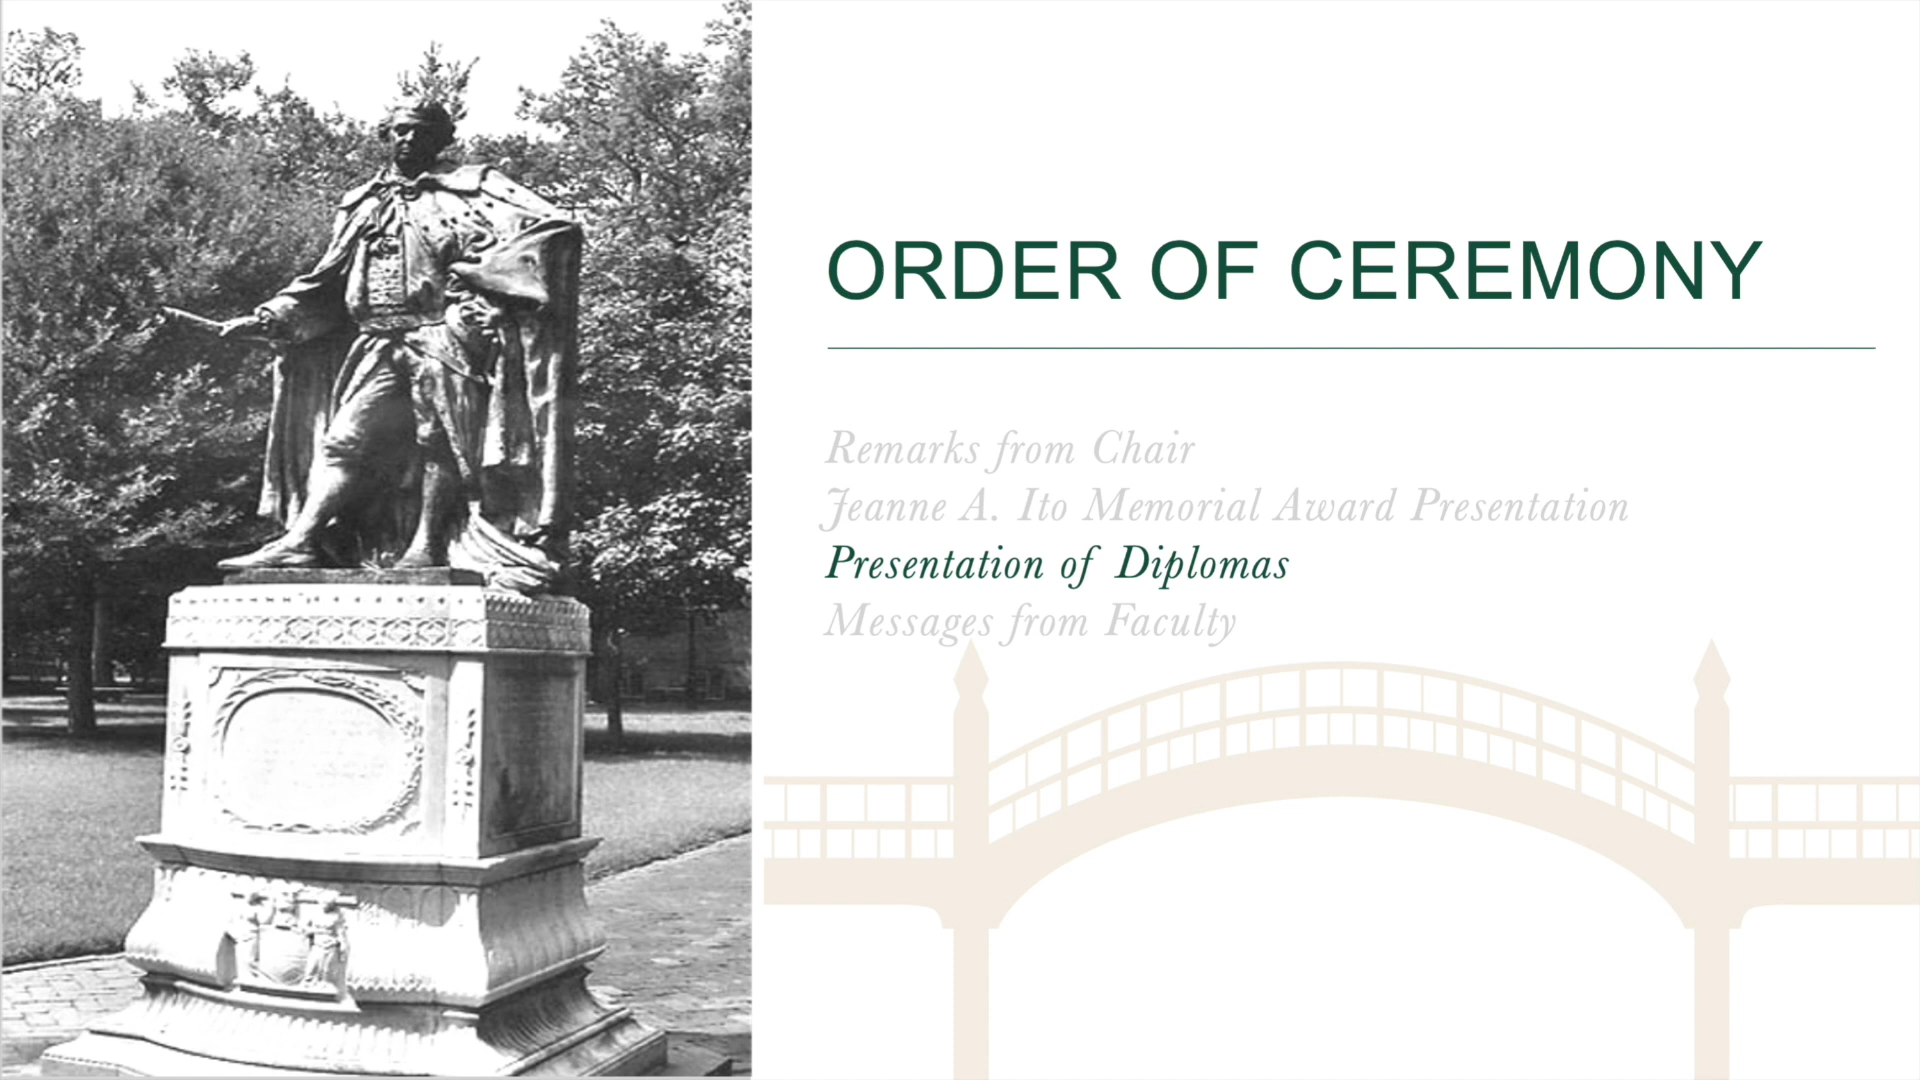 ORDER OF CEREMONY
Remarks from Chair
Jeanne A. Ito Memorial Award Presentation
Presentation of Diplomas
Messages from Faculty